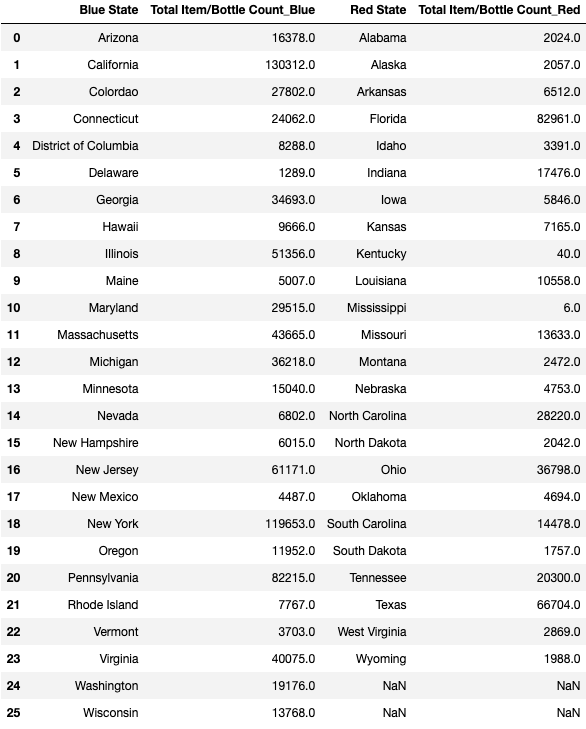 Blue State Total Item/Bottle Count_Blue Red State Total Item/Bottle Count_Red
0 Arizona 16378.0 Alabama 2024.0
1 California 130312.0 Alaska 2057.0
2 Colordao 27802.0 Arkansas 6512.0
3 Connecticut 24062.0 Florida 82961.0
4 District of Columbia 8288.0 Idaho 3391.0
5 Delaware 1289.0 Indiana 17476.0
6 Georgia 34693.0 Iowa 5846.0
7 Hawaii 9666.0 Kansas 7165.0
8 Illinois 51356.0 Kentucky 40.0
9 Maine 5007.0 Louisiana 10558.0
10 Maryland 29515.0 Mississippi 6.0
11 Massachusetts 43665.0 Missouri 13633.0
12 Michigan 36218.0 Montana 2472.0
13 Minnesota 15040.0 Nebraska 4753.0
14 Nevada 6802.0 North Carolina 28220.0
15 New Hampshire 6015.0 North Dakota 2042.0
16 New Jersey 61171.0 Ohio 36798.0
17 New Mexico 4487.0 Oklahoma 4694.0
18 New York 119653.0 South Carolina 14478.0
19 Oregon 11952.0 South Dakota 1757.0
20 Pennsylvania 82215.0 Tennessee 20300.0
21 Rhode Island 7767.0 Texas 66704.0
22 Vermont 3703.0 West Virginia 2869.0
23 Virginia 40075.0 Wyoming 1988.0
24 Washington 19176.0 NaN NaN
25 Wisconsin 13768.0 NaN NaN